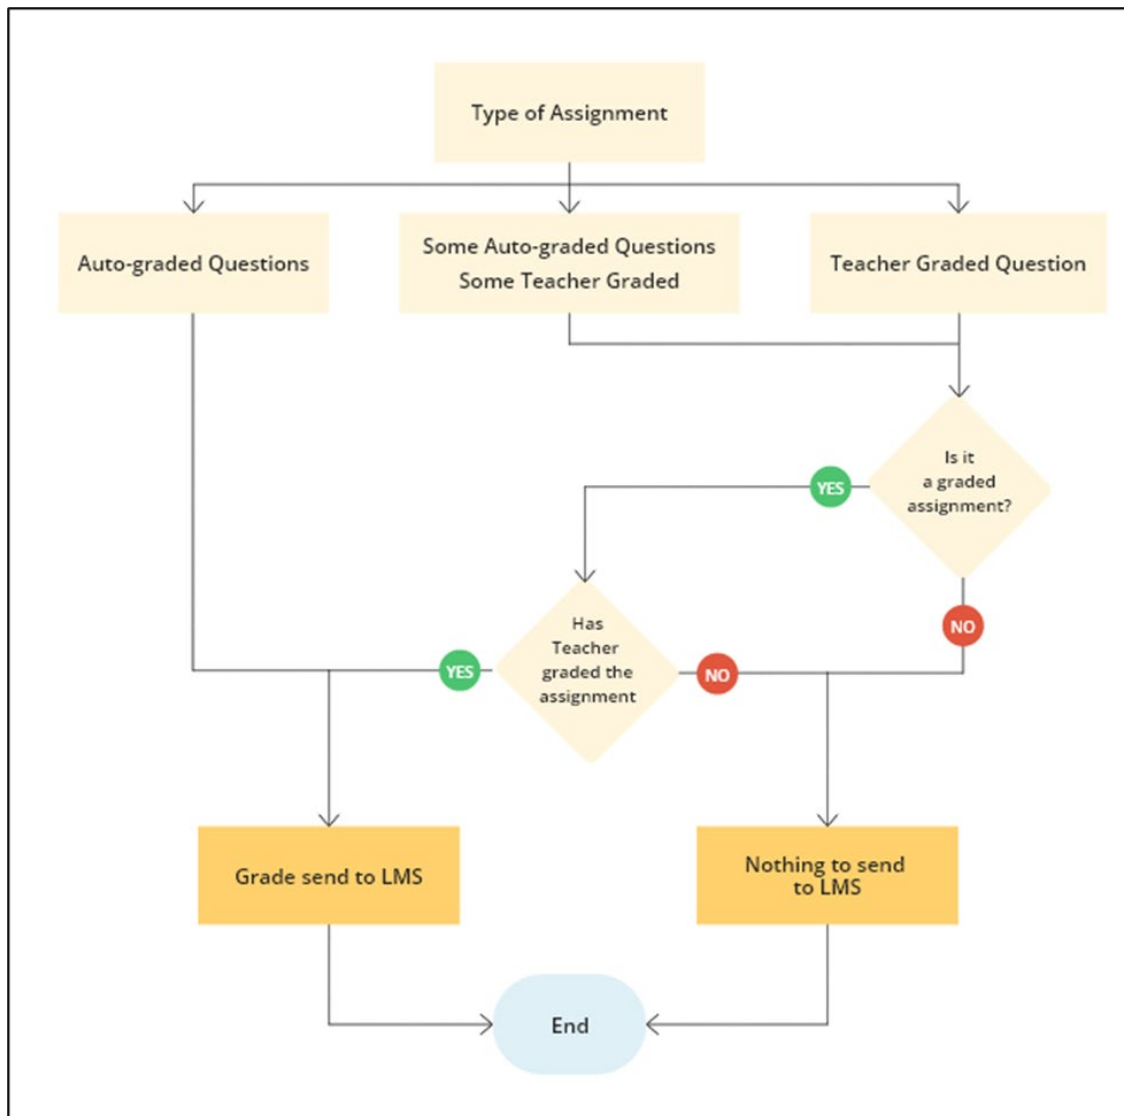 Type of Assignment
Auto-graded Questions
Some Auto-graded Questions
Some Teacher Graded
Teacher Graded Question
Is it
a graded
assignment?
YES
Has
Teacher
graded the
assignment
NO
YES
NO
Grade send to LMS
Nothing to send
to LMS
End